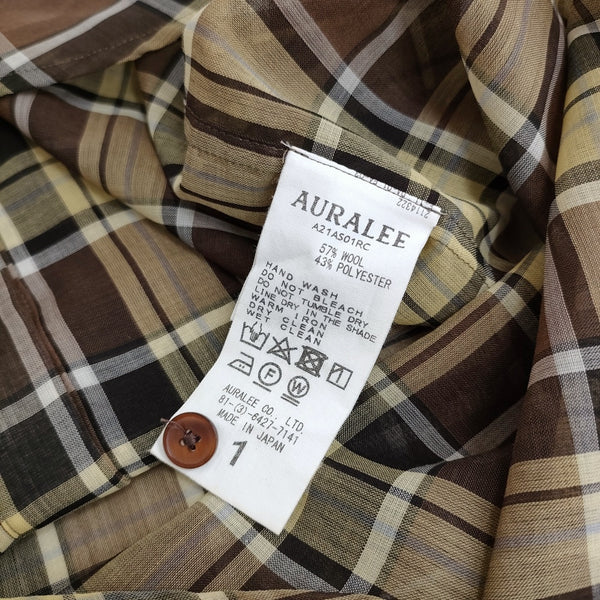 AURALEE
A21AS01RC
57% WOOL
43% POLYESTER
HAND WASH
DO NOT BLEACH
DO NOT TUMBLE DRY
LINE DRY IN THE SHADE
WARM IRON
DRY CLEAN
WET CLEAN
F W
AURALEE CO., LTD.
81-(3)-6427-7141
MADE IN JAPAN
1